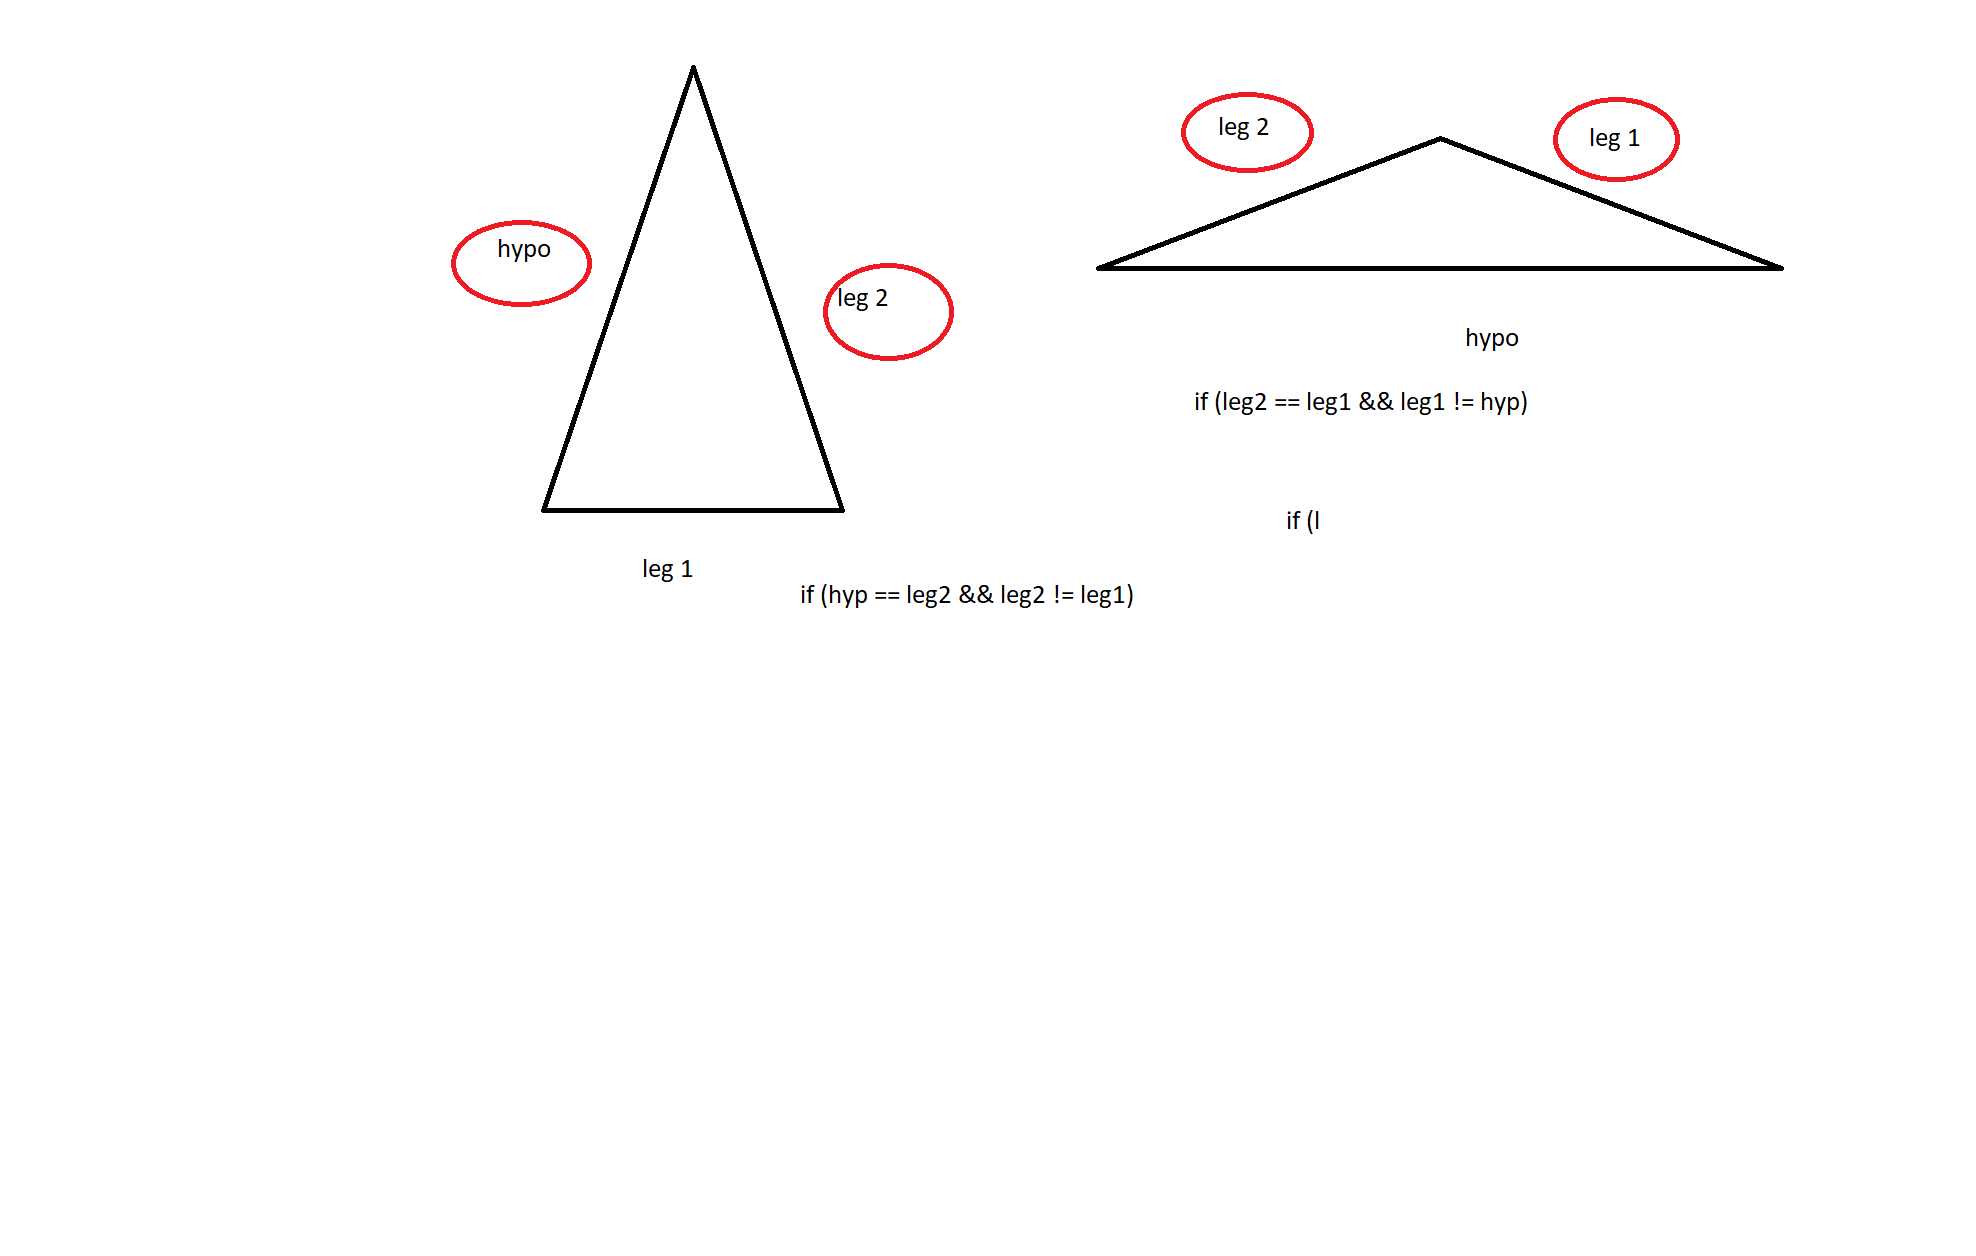 hypo
leg 2
leg 1
if (hyp == leg2 && leg2 != leg1)
leg 2
leg 1
hypo
if (leg2 == leg1 && leg1 != hyp)
if (l